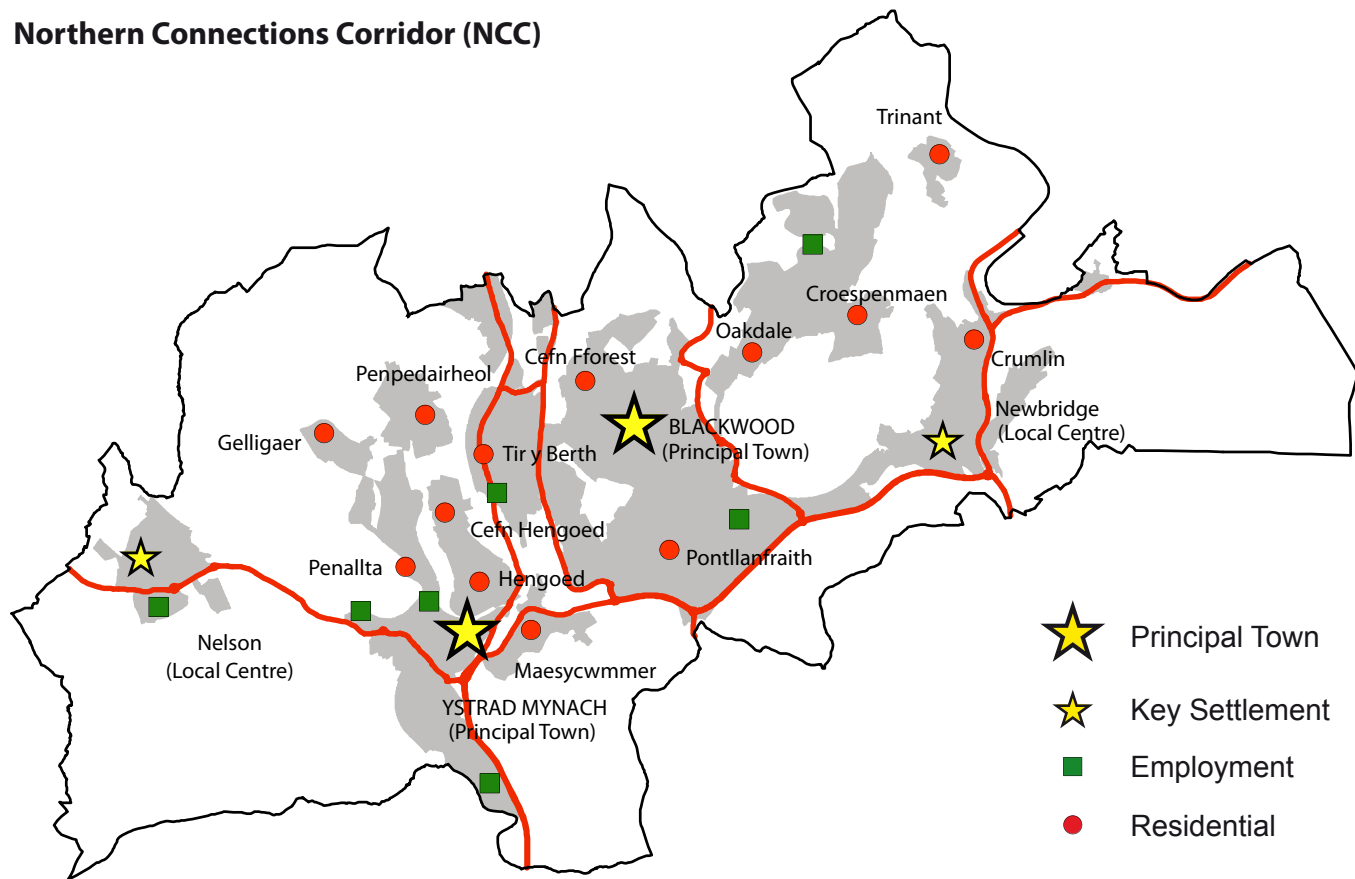 Northern Connections Corridor (NCC)
Trinant
Croespenmaen
Oakdale
Crumlin
Cefn Fforest
Penpedairheol
Newbridge
(Local Centre)
BLACKWOOD
(Principal Town)
Gelligaer
Tir y Berth
Cefn Hengoed
Pontllanfraith
Penallta
Hengoed
Nelson
(Local Centre)
Maesycwmmer
YSTRAD MYNACH
(Principal Town)
Principal Town
Key Settlement
Employment
Residential